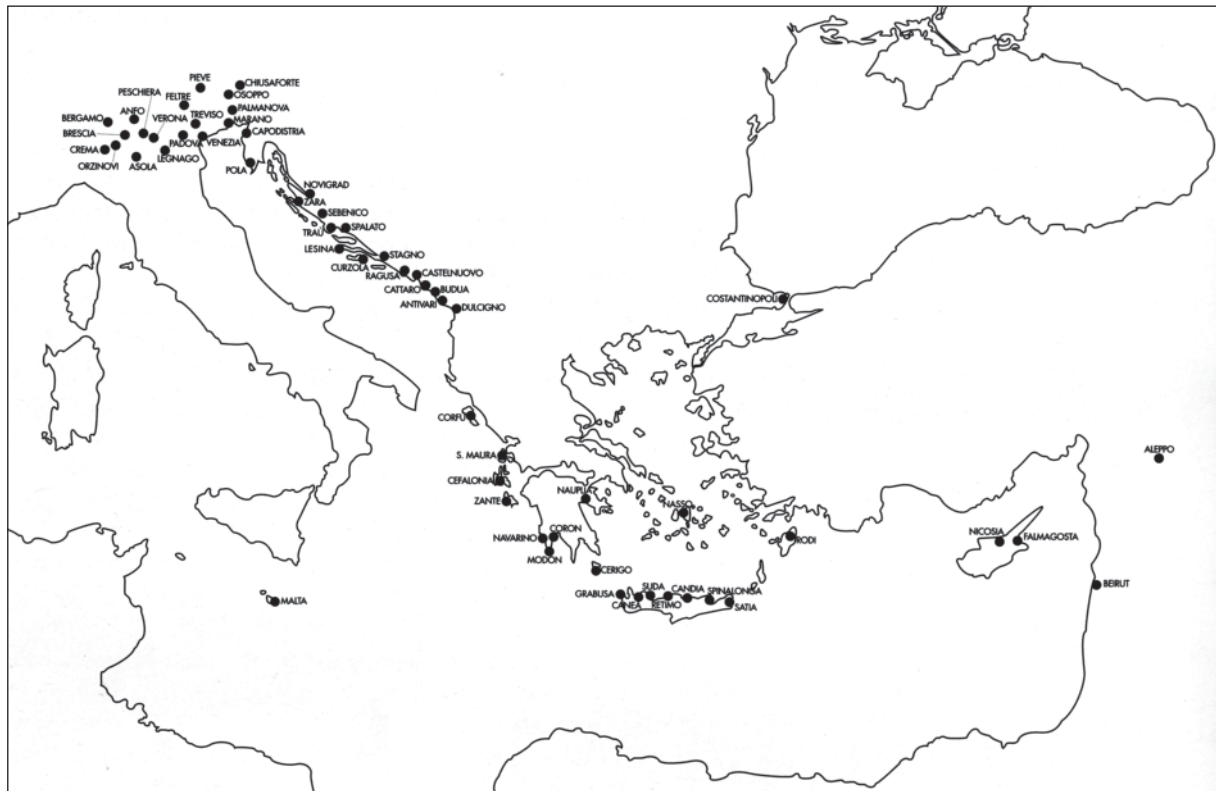 PIEVE
CHIUSAFORTE
PESCHIERA
OSOPPO
FELTRE
ANFO
VERONA
TREVISO
PALMANOVA
BERGAMO
MARANO
BRESCIA
CAPODISTRIA
PADOVA
VENEZIA
CREMA
LEGNAGO
ORZINOVI
ASOLA
POLA
NOVIGRAD
ZARA
SEBENICO
TRAÙ
SPALATO
LESINA
STAGNO
CURZOLA
RAGUSA
CASTELNUOVO
CATTARO
BUDUA
ANTIVARI
DULCIGNO
COSTANTINOPOLI
CORFÙ
S. MAURA
ALEPPO
CEFALONIA
NAUPLIA
ZANTE
NASSO
CORON
NAVARINO
RODI
NICOSIA
FALMAGOSTA
MODON
CERIGO
BEIRUT
SUDA
CANDIA
SPINALONGA
GRABUSA
CANEA
RETIMO
SATIA
MALTA